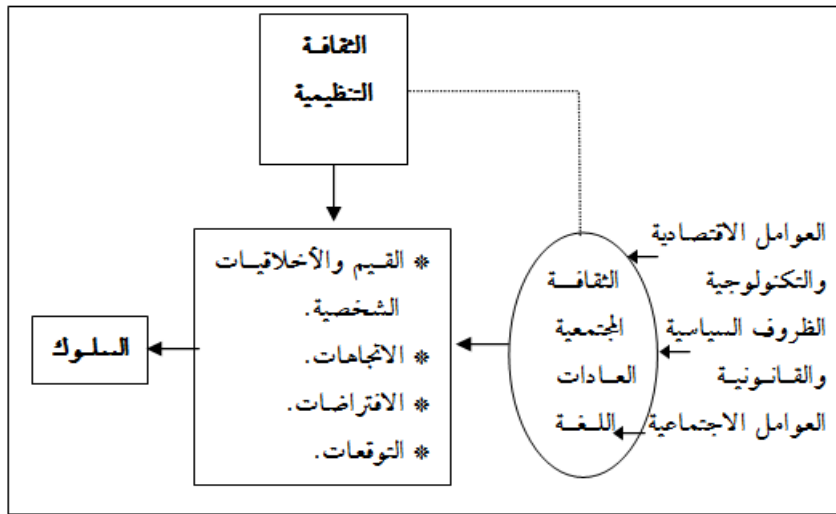 الثقافة
التنظيمية
العوامل الاقتصادية
والتكنولوجية
الظروف السياسية
والقانونية
العوامل الاجتماعية
الثقافة
المجتمعية
العادات
اللغة
* القيم والأخلاقيات
الشخصية.
* الاتجاهات.
* الافتراضات.
* التوقعات.
السلوك